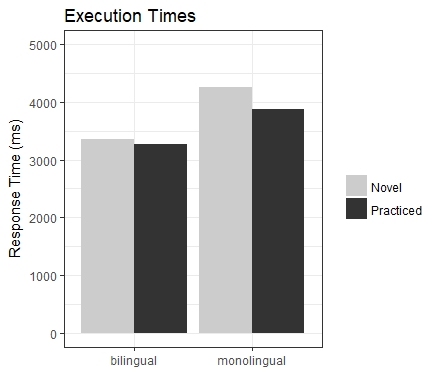 Execution Times
Response Time (ms)
5000
4000
3000
2000
1000
0
bilingual
monolingual
Novel
Practiced